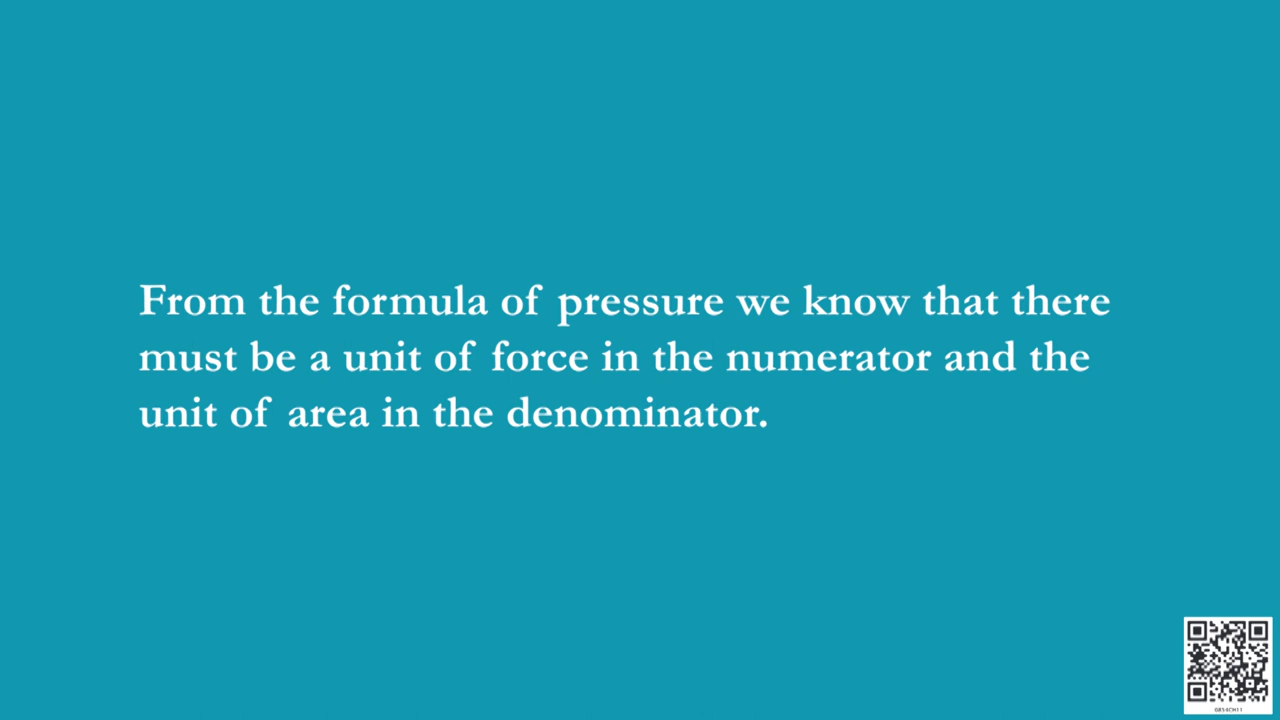 From the formula of pressure we know that there
must be a unit of force in the numerator and the
unit of area in the denominator.